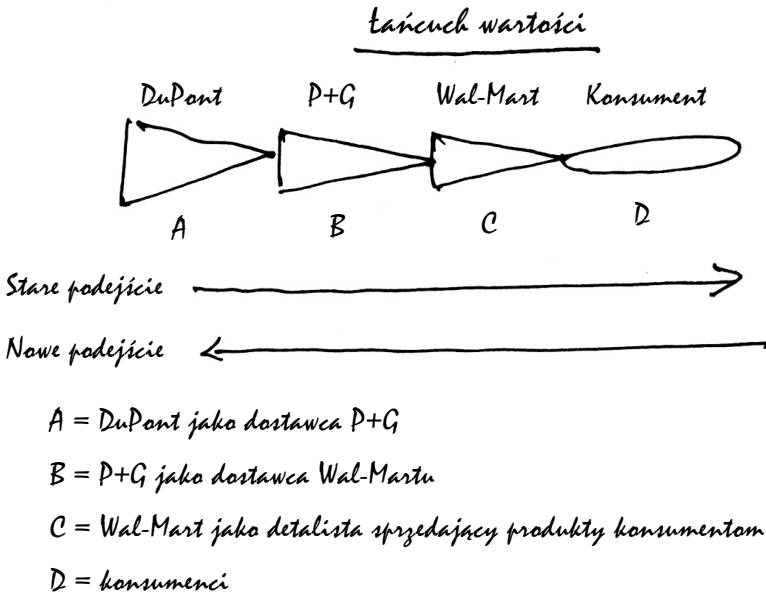 Łańcuch wartości
DuPont P+G Wal-Mart Konsument
A B C D
Stare podejście
Nowe podejście
A = DuPont jako dostawca P+G
B = P+G jako dostawca Wal-Martu
C = Wal-Mart jako detalista sprzedający produkty konsumentom
D = konsumenci